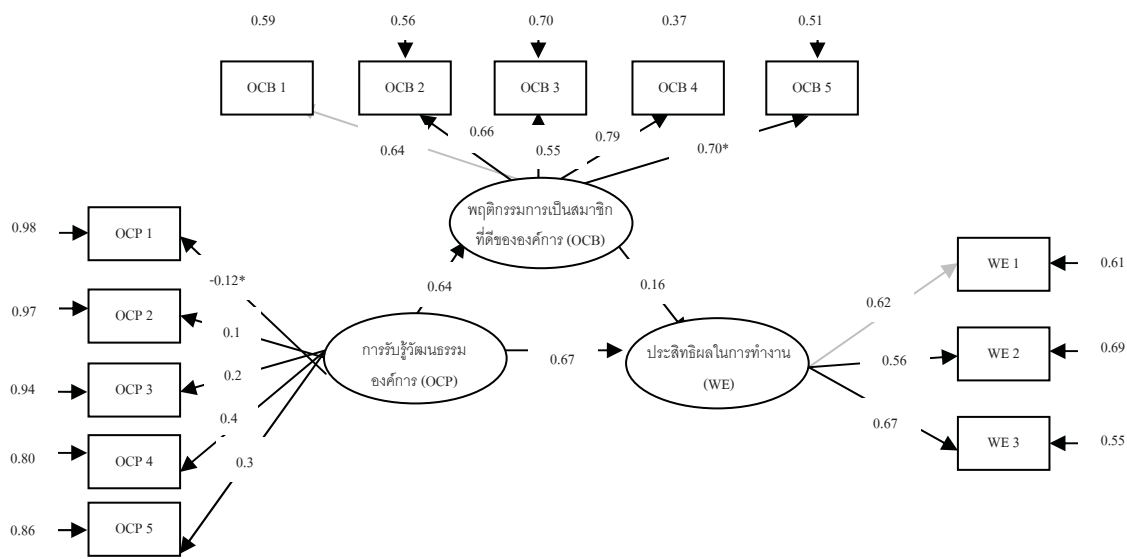 0.59 0.56 0.70 0.37 0.51
OCB 1 OCB 2 OCB 3 OCB 4 OCB 5
0.64 0.66 0.55 0.79 0.70*
พฤติกรรมการเป็นสมาชิก
ที่ดีขององค์การ (OCB)
0.98 OCP 1
-0.12*
0.64 0.16
WE 1 0.61
0.97 OCP 2
0.1
0.62
การรับรู้วัฒนธรรม
องค์การ (OCP)
0.67
ประสิทธิผลในการทำงาน
(WE)
0.56 WE 2 0.69
0.94 OCP 3
0.2
0.4
0.67
WE 3 0.55
0.80 OCP 4
0.3
0.86 OCP 5